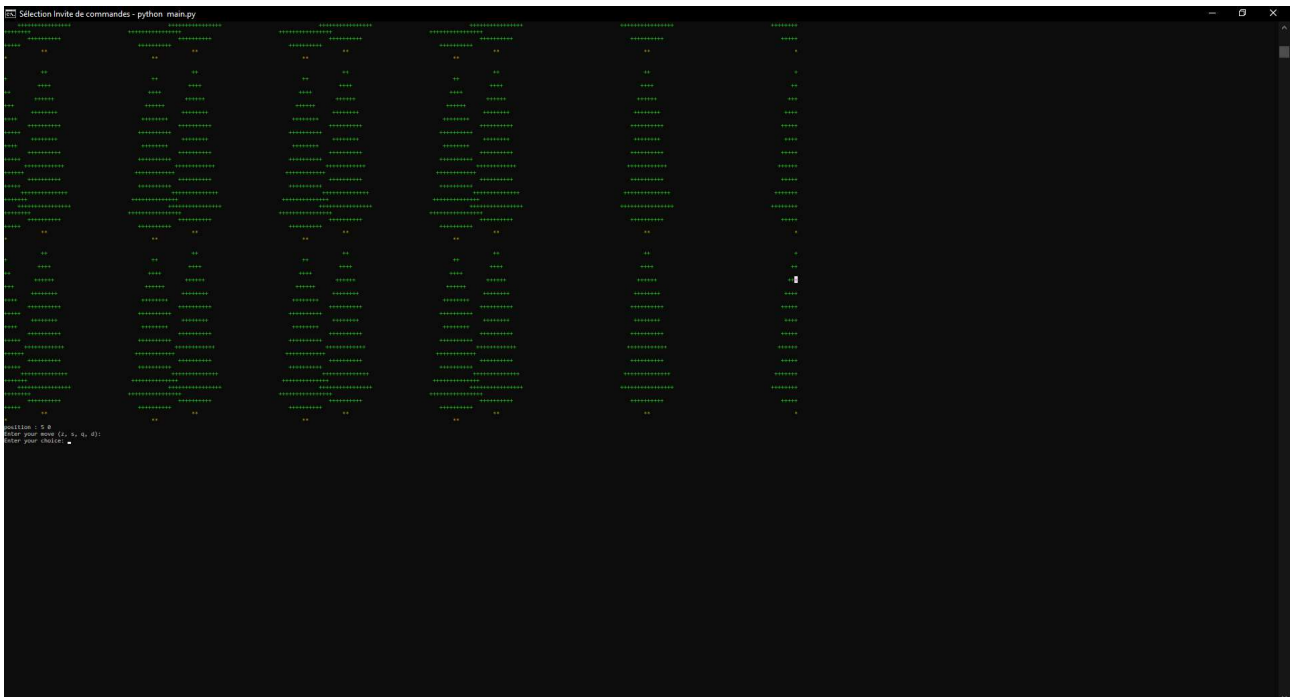 Sélection Invite de commandes - python main.py
position : 5 0
Enter your move (z, s, q, d):
Enter your choice: